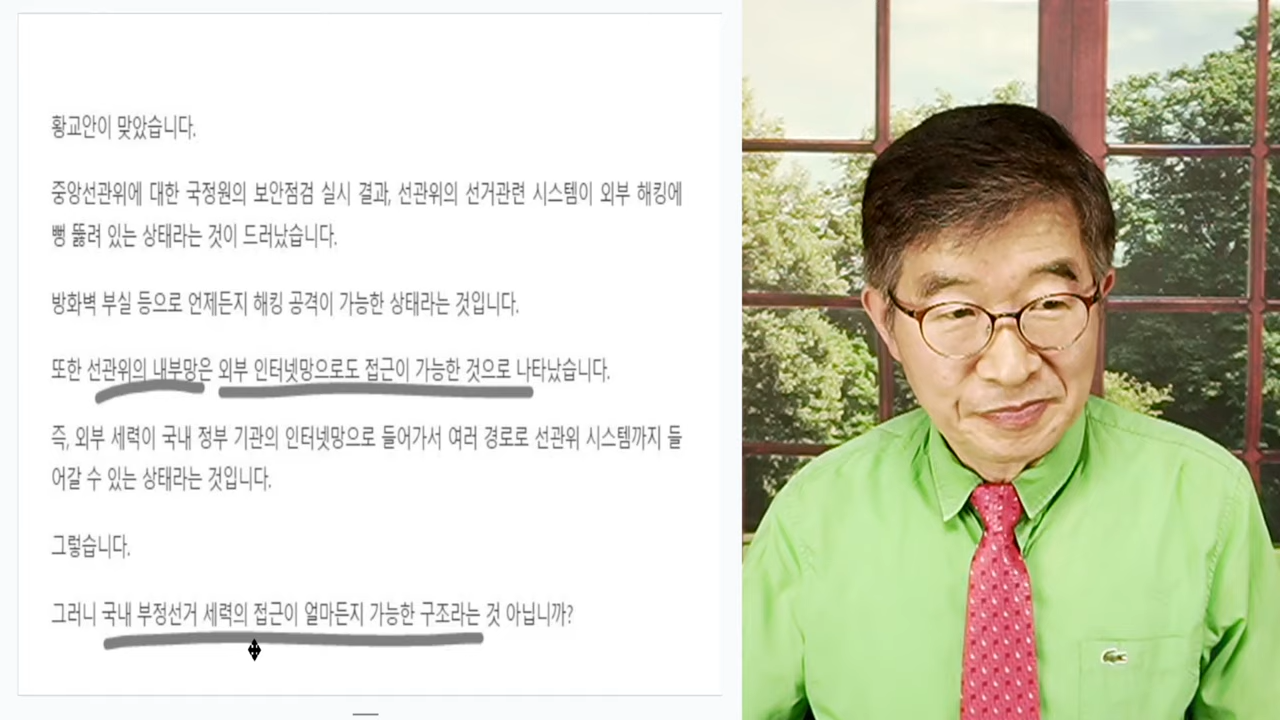 황교안이 맞았습니다.
중앙선관위에 대한 국정원의 보안점검 실시 결과, 선관위의 선거관련 시스템이 외부 해킹에
뻥 뚫려 있는 상태라는 것이 드러났습니다.
방화벽 부실 등으로 언제든지 해킹 공격이 가능한 상태라는 것입니다.
또한 선관위의 내부망은 외부 인터넷망으로도 접근이 가능한 것으로 나타났습니다.
즉, 외부 세력이 국내 정부 기관의 인터넷망으로 들어가서 여러 경로로 선관위 시스템까지 들
어갈 수 있는 상태라는 것입니다.
그렇습니다.
그러니 국내 부정선거 세력의 접근이 얼마든지 가능한 구조라는 것 아닙니까?